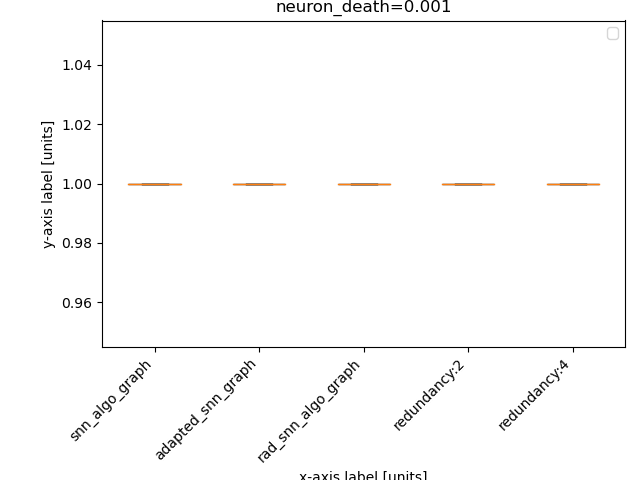 neuron_death=0.001
1.04
1.02
1.00
0.98
0.96
y-axis label [units]
snn_algo_graph
adapted_snn_graph
rad_snn_algo_graph
redundancy:2
redundancy:4
x-axis label [units]